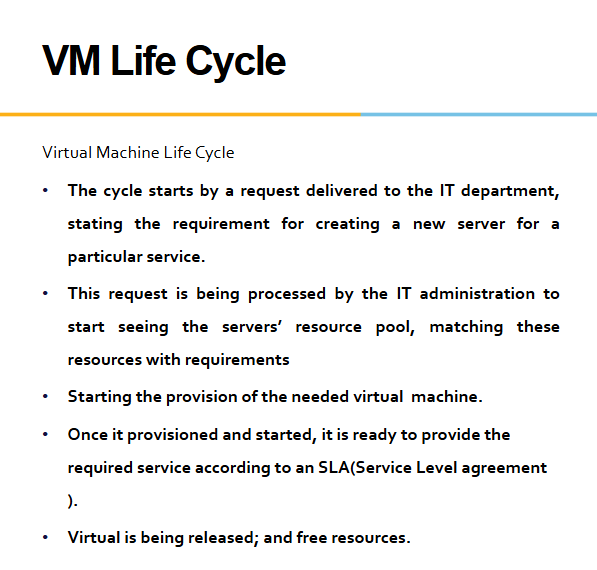 VM Life Cycle
Virtual Machine Life Cycle
• The cycle starts by a request delivered to the IT department,
stating the requirement for creating a new server for a
particular service.
• This request is being processed by the IT administration to
start seeing the servers’ resource pool, matching these
resources with requirements
• Starting the provision of the needed virtual  machine.
• Once it provisioned and started, it is ready to provide the
required service according to an SLA(Service Level agreement
).
• Virtual is being released; and free resources.